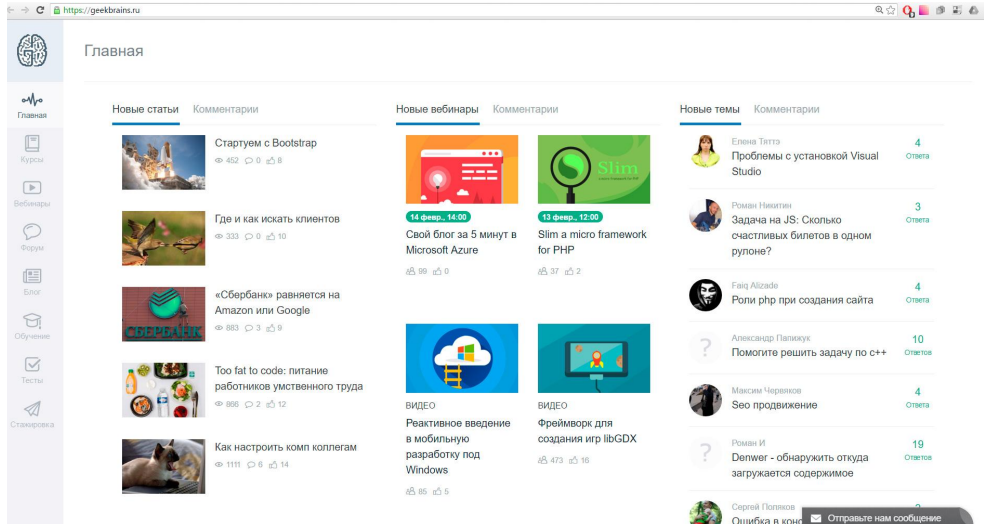 https://geekbrains.ru
Главная
Главная
Курсы
Вебинары
Форум
Блог
Обучение
Тесты
Стажировка
Новые статьи Комментарии
Стартуем с Bootstrap
452 0 8
Где и как искать клиентов
333 0 10
СБЕРБАНК
«Сбербанк» равняется на
Amazon или Google
883 3 9
Too fat to code: питание
работников умственного труда
866 2 12
Как настроить комп коллегам
1111 6 14
Новые вебинары Комментарии
14 февр., 14:00
Свой блог за 5 минут в
Microsoft Azure
99 0
Slim
13 февр., 12:00
Slim a micro framework
for PHP
37 2
ВИДЕО
Реактивное введение
в мобильную
разработку под
Windows
85 5
ВИДЕО
Фреймворк для
создания игр libGDX
473 16
Новые темы Комментарии
Елена Тяттэ
Проблемы с установкой Visual
Studio
4
Ответа
Роман Никитин
Задача на JS: Сколько
счастливых билетов в одном
рулоне?
3
Ответа
Faiq Alizade
Роли php при создания сайта
4
Ответа
Александр Папижук
Помогите решить задачу по с++
10
Ответов
Максим Червяков
Seo продвижение
4
Ответа
Роман И
Denwer - обнаружить откуда
загружается содержимое
19
Ответов
Сергей Поляков
Ошибка в конс
Отправьте нам сообщение